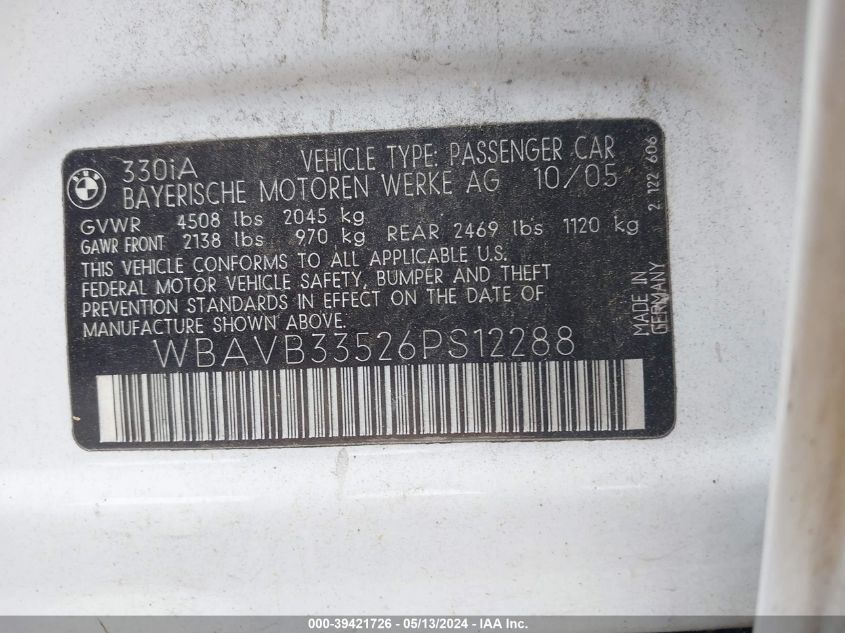 BMW
330iA VEHICLE TYPE: PASSENGER CAR
BAYERISCHE MOTOREN WERKE AG 10/05
GVWR 4508 lbs 2045 kg
GAWR FRONT 2138 lbs 970 kg REAR 2469 lbs 1120 kg
THIS VEHICLE CONFORMS TO ALL APPLICABLE U.S.
FEDERAL MOTOR VEHICLE SAFETY, BUMPER AND THEFT
PREVENTION STANDARDS IN EFFECT ON THE DATE OF
MANUFACTURE SHOWN ABOVE.
WBAVB33526PS12288
2 122 606
MADE IN
GERMANY
000-39421726 - 05/13/2024 - IAA Inc.